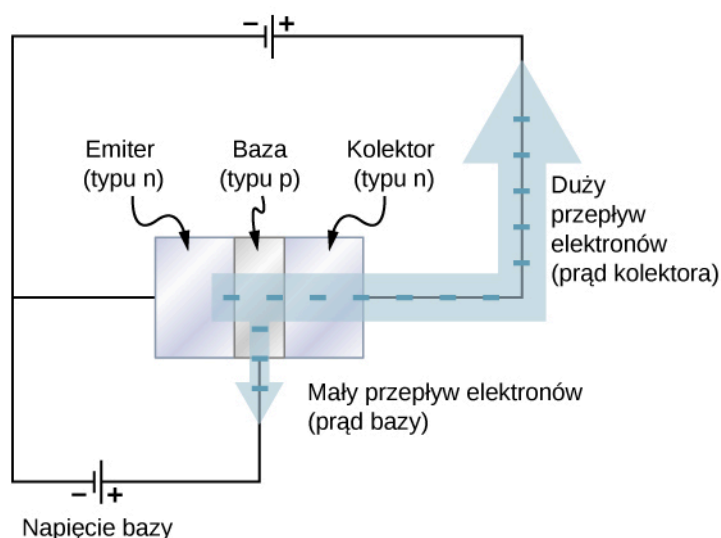 − +
Emiter
(typu n)
Baza
(typu p)
Kolektor
(typu n)
Duży
przepływ
elektronów
(prąd kolektora)
Mały przepływ elektronów
(prąd bazy)
− +
Napięcie bazy